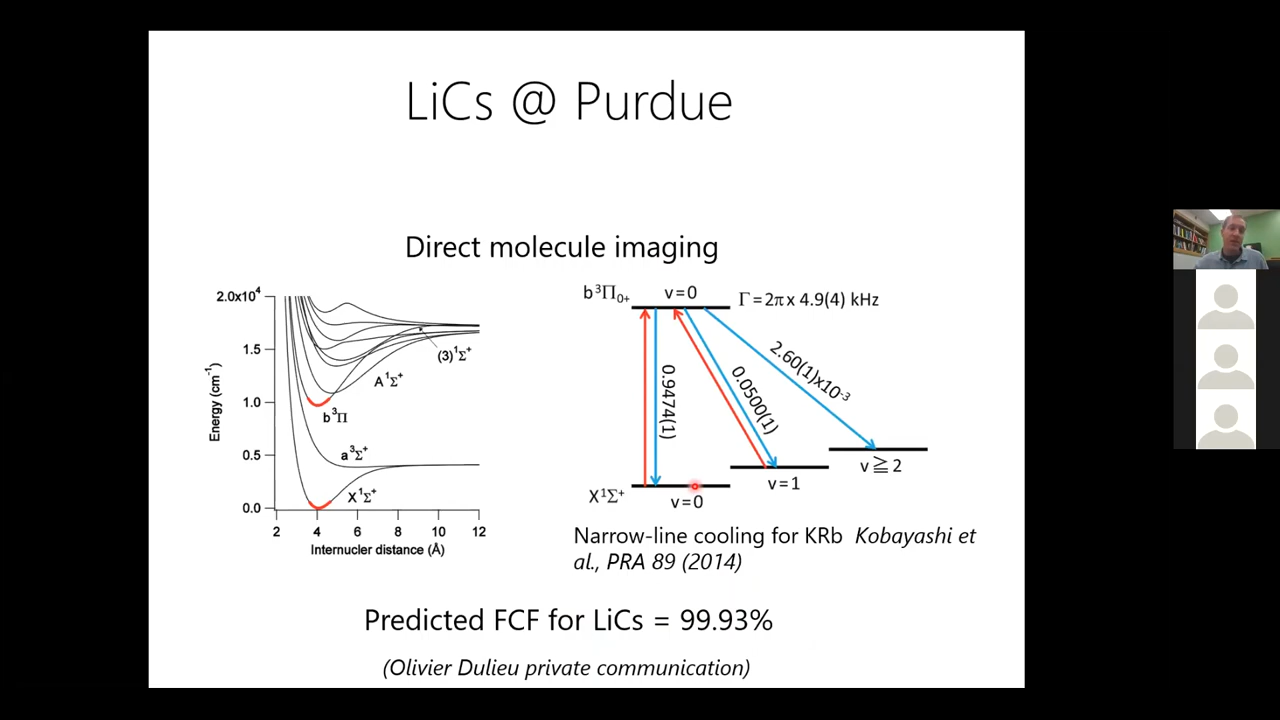 LiCs @ Purdue
Direct molecule imaging
2.0x10⁴
1.5
1.0
0.5
0.0
Energy (cm⁻¹)
2 4 6 8 10 12
Internucler distance (Å)
(3)¹Σ⁺
A¹Σ⁺
b³Π
a³Σ⁺
X¹Σ⁺
b³Π₀₊ v=0 Γ=2π x 4.9(4) kHz
0.9474(1)
0.0500(1)
2.60(1)x10⁻³
v≧2
v=1
X¹Σ⁺
v=0
Narrow-line cooling for KRb Kobayashi et
al., PRA 89 (2014)
Predicted FCF for LiCs = 99.93%
(Olivier Dulieu private communication)